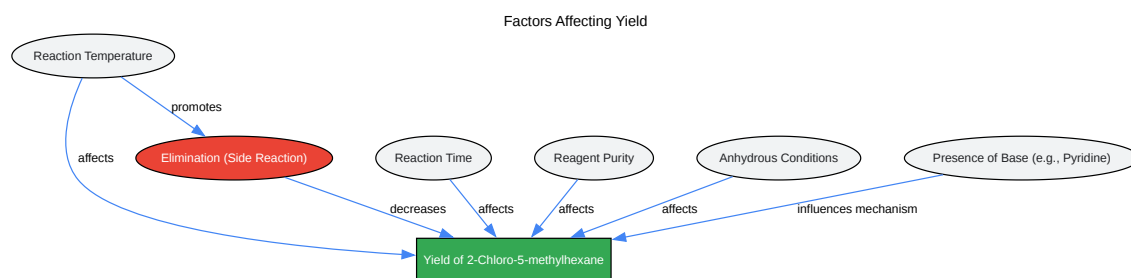 Factors Affecting Yield
Reaction Temperature
promotes
affects
Elimination (Side Reaction)
Reaction Time
Reagent Purity
Anhydrous Conditions
Presence of Base (e.g., Pyridine)
decreases
affects
affects
affects
influences mechanism
Yield of 2-Chloro-5-methylhexane